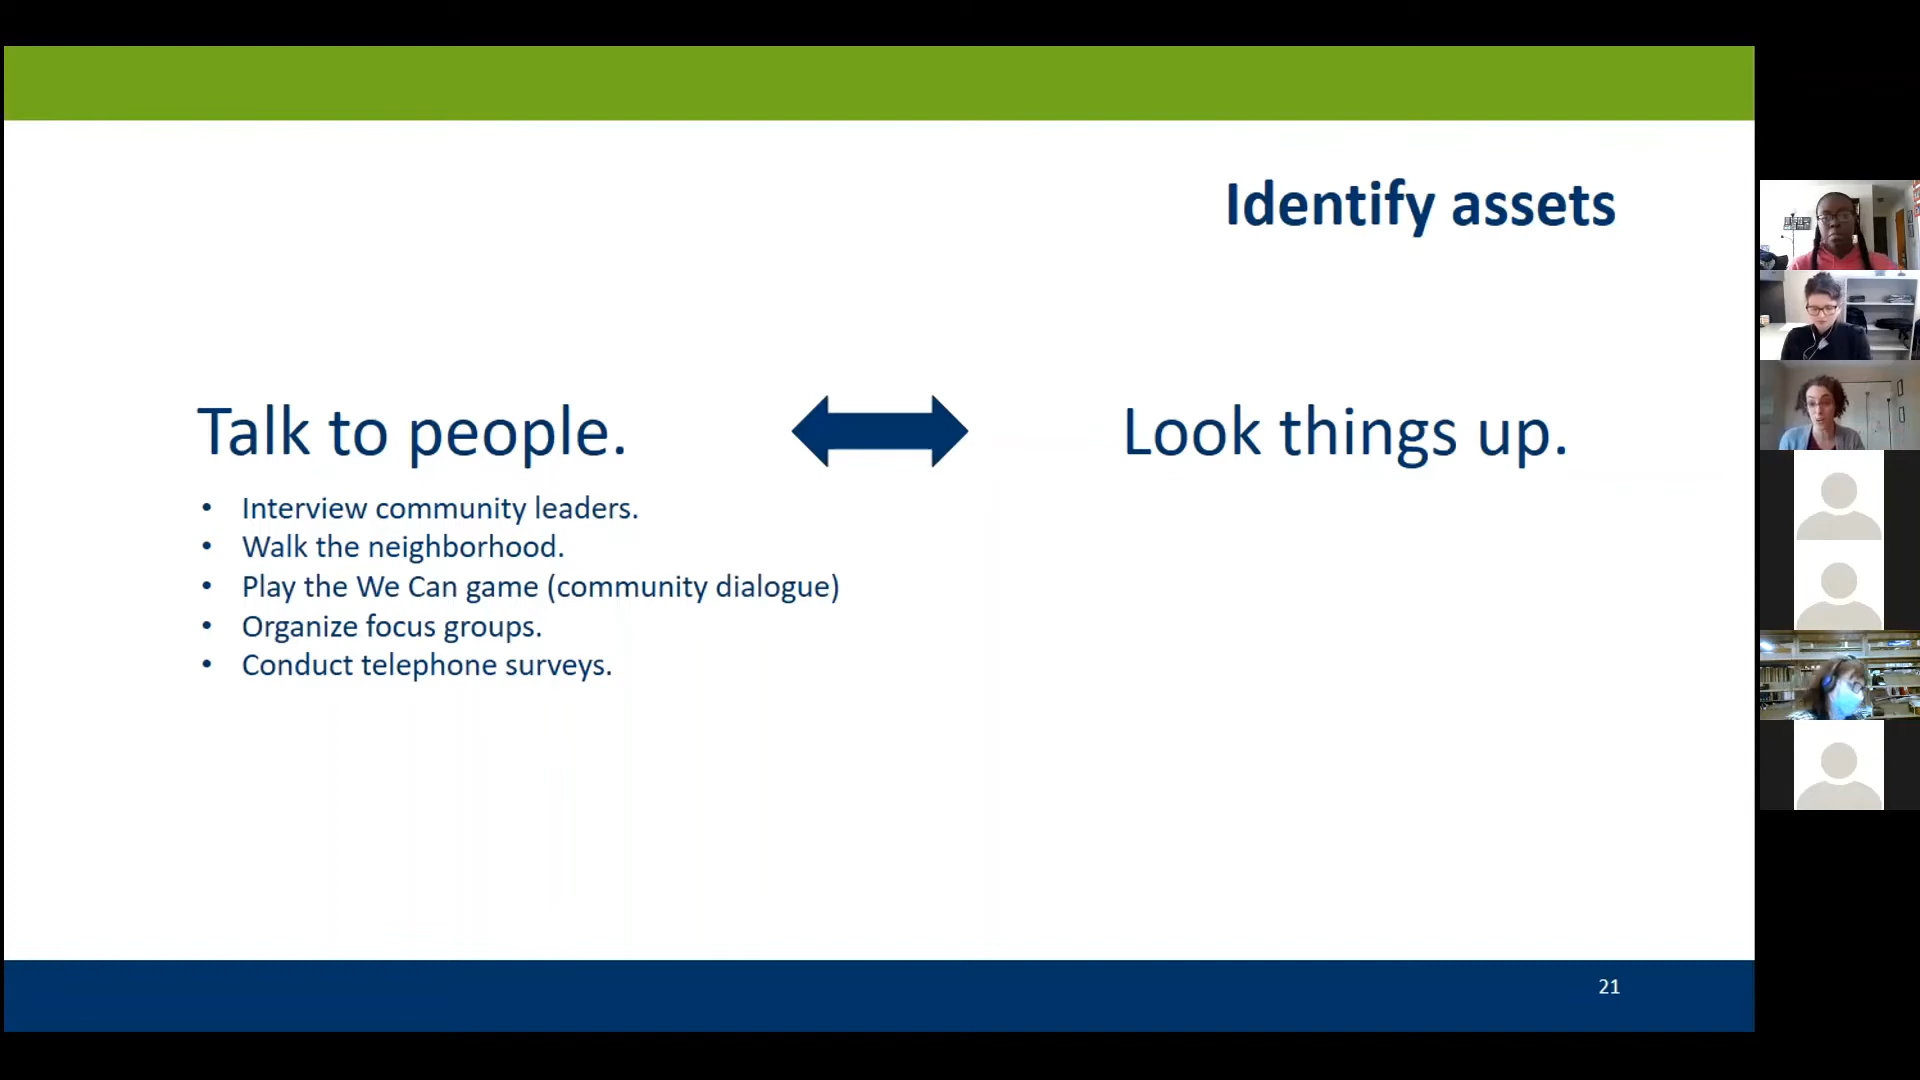 Identify assets
Talk to people.
Look things up.
• Interview community leaders.
• Walk the neighborhood.
• Play the We Can game (community dialogue)
• Organize focus groups.
• Conduct telephone surveys.
21